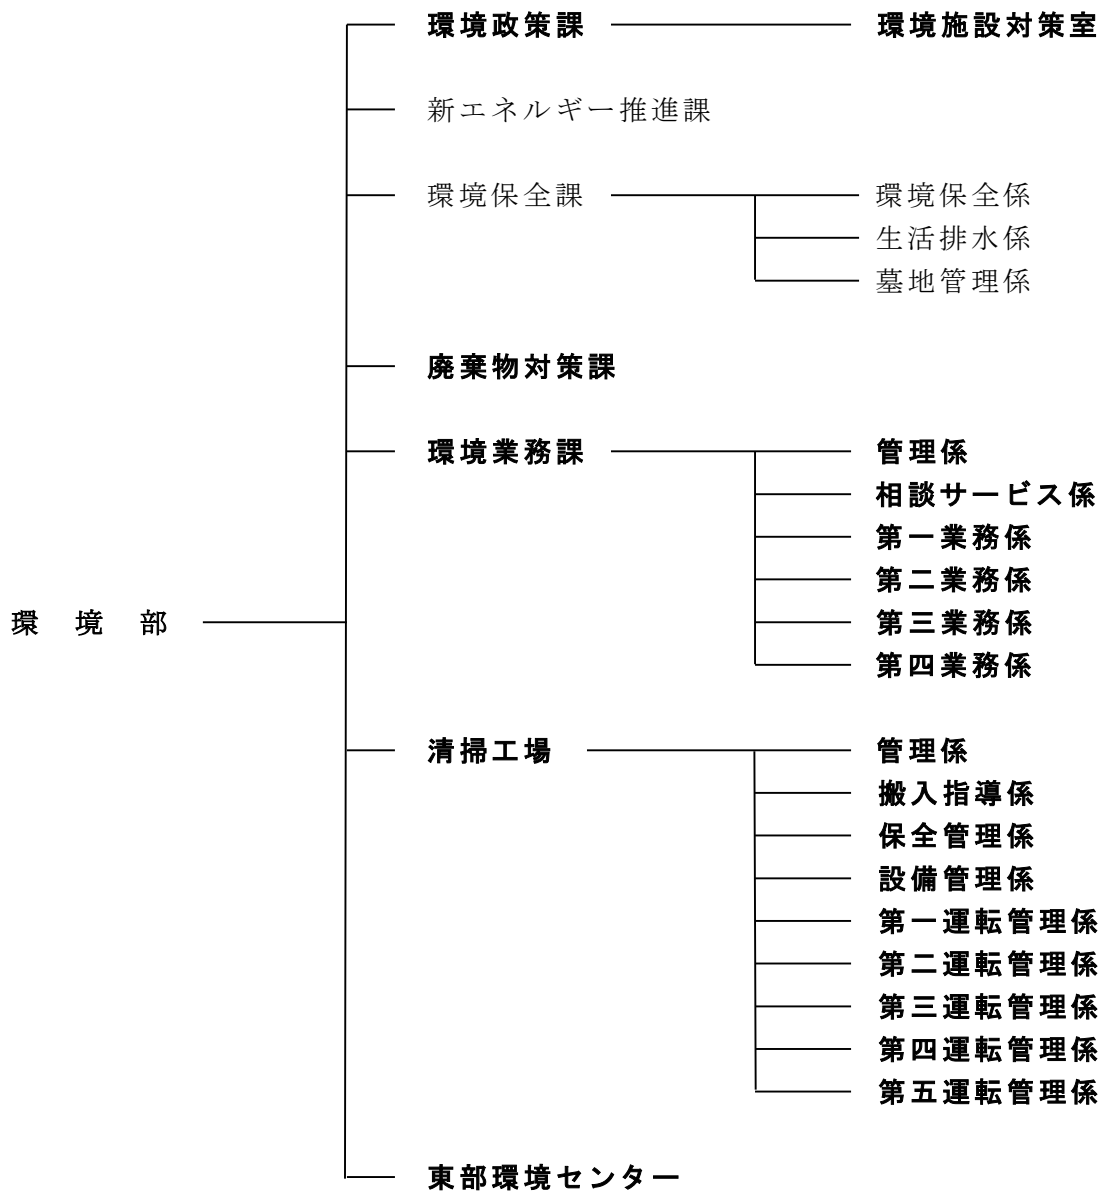 環境政策課 環境施設対策室
新エネルギー推進課
環境保全課 環境保全係
生活排水係
墓地管理係
廃棄物対策課
環境業務課 管理係
相談サービス係
第一業務係
第二業務係
環境部 第三業務係
第四業務係
清掃工場 管理係
搬入指導係
保全管理係
設備管理係
第一運転管理係
第二運転管理係
第三運転管理係
第四運転管理係
第五運転管理係
東部環境センター